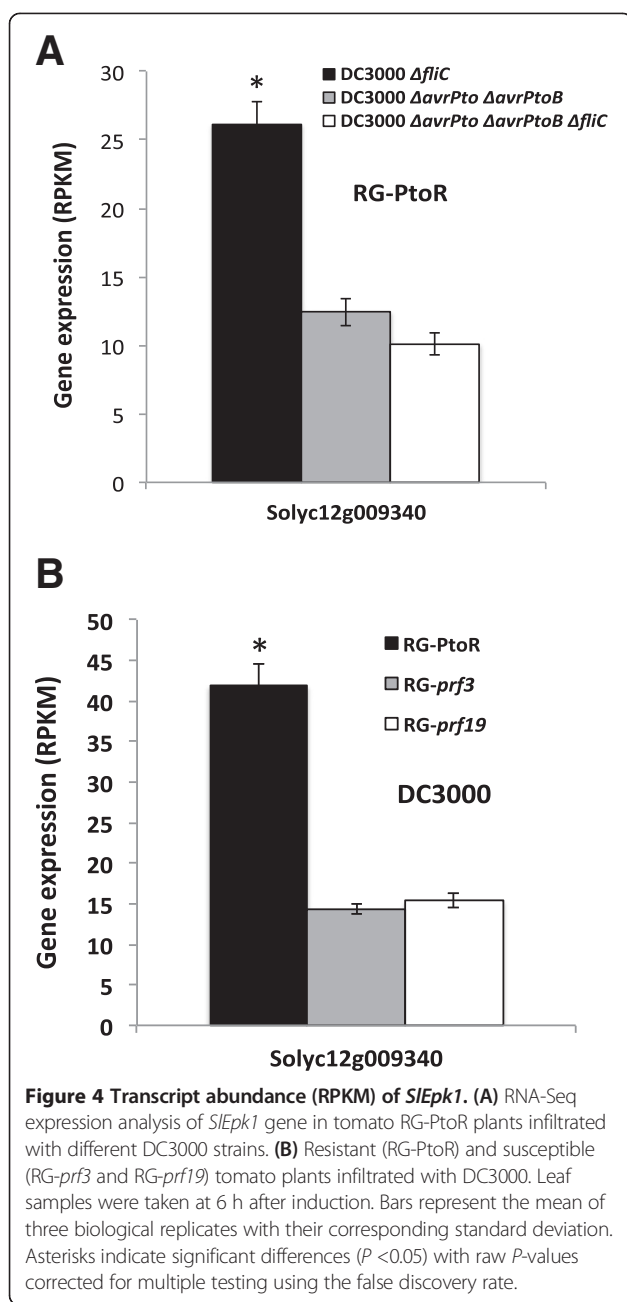 A
Gene expression (RPKM)
30
25
20
15
10
5
0
*
DC3000 ΔfliC
DC3000 ΔavrPto ΔavrPtoB
DC3000 ΔavrPto ΔavrPtoB ΔfliC
RG-PtoR
Solyc12g009340
B
Gene expression (RPKM)
50
45
40
35
30
25
20
15
10
5
0
*
RG-PtoR
RG-prf3
RG-prf19
DC3000
Solyc12g009340
Figure 4 Transcript abundance (RPKM) of SlEpk1. (A) RNA-Seq
expression analysis of SlEpk1 gene in tomato RG-PtoR plants infiltrated
with different DC3000 strains. (B) Resistant (RG-PtoR) and susceptible
(RG-prf3 and RG-prf19) tomato plants infiltrated with DC3000. Leaf
samples were taken at 6 h after induction. Bars represent the mean of
three biological replicates with their corresponding standard deviation.
Asterisks indicate significant differences (P <0.05) with raw P-values
corrected for multiple testing using the false discovery rate.